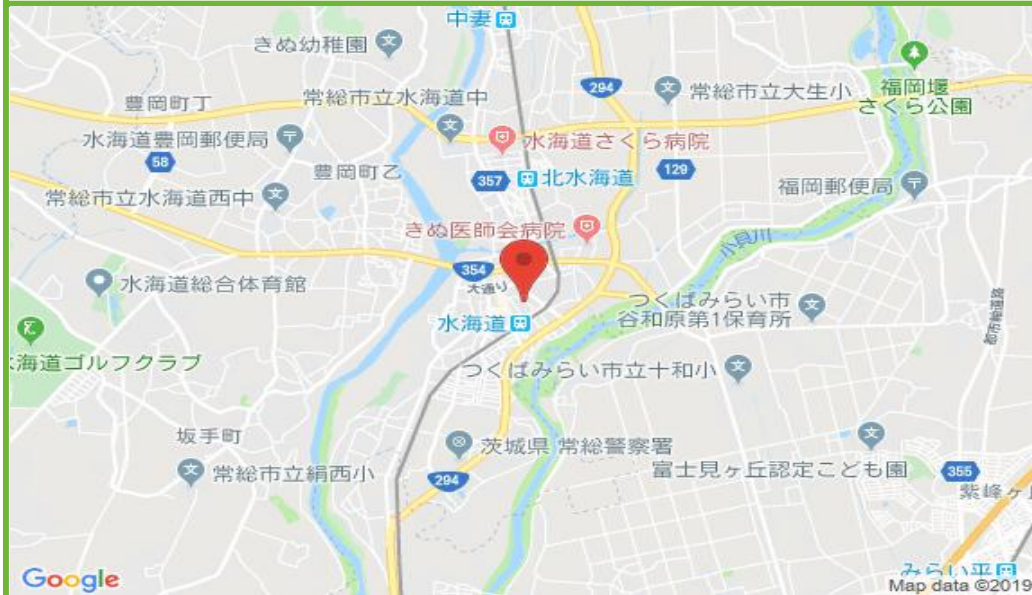 中妻
きぬ幼稚園
福岡堰
さくら公園
294
常総市立大生小
豊岡町丁
常総市立水海道中
水海道豊岡郵便局
水海道さくら病院
58
豊岡町乙
357
北水海道
129
福岡郵便局
常総市立水海道西中
きぬ医師会病院
小貝川
354
水海道総合体育館
大通り
つくばみらい市
谷和原第1保育所
水海道
都市軸道路
海道ゴルフクラブ
つくばみらい市立十和小
坂手町
茨城県 常総警察署
常総市立絹西小
294
富士見ヶ丘認定こども園
355
紫峰ヶ丘
みらい平
Google
Map data ©2019